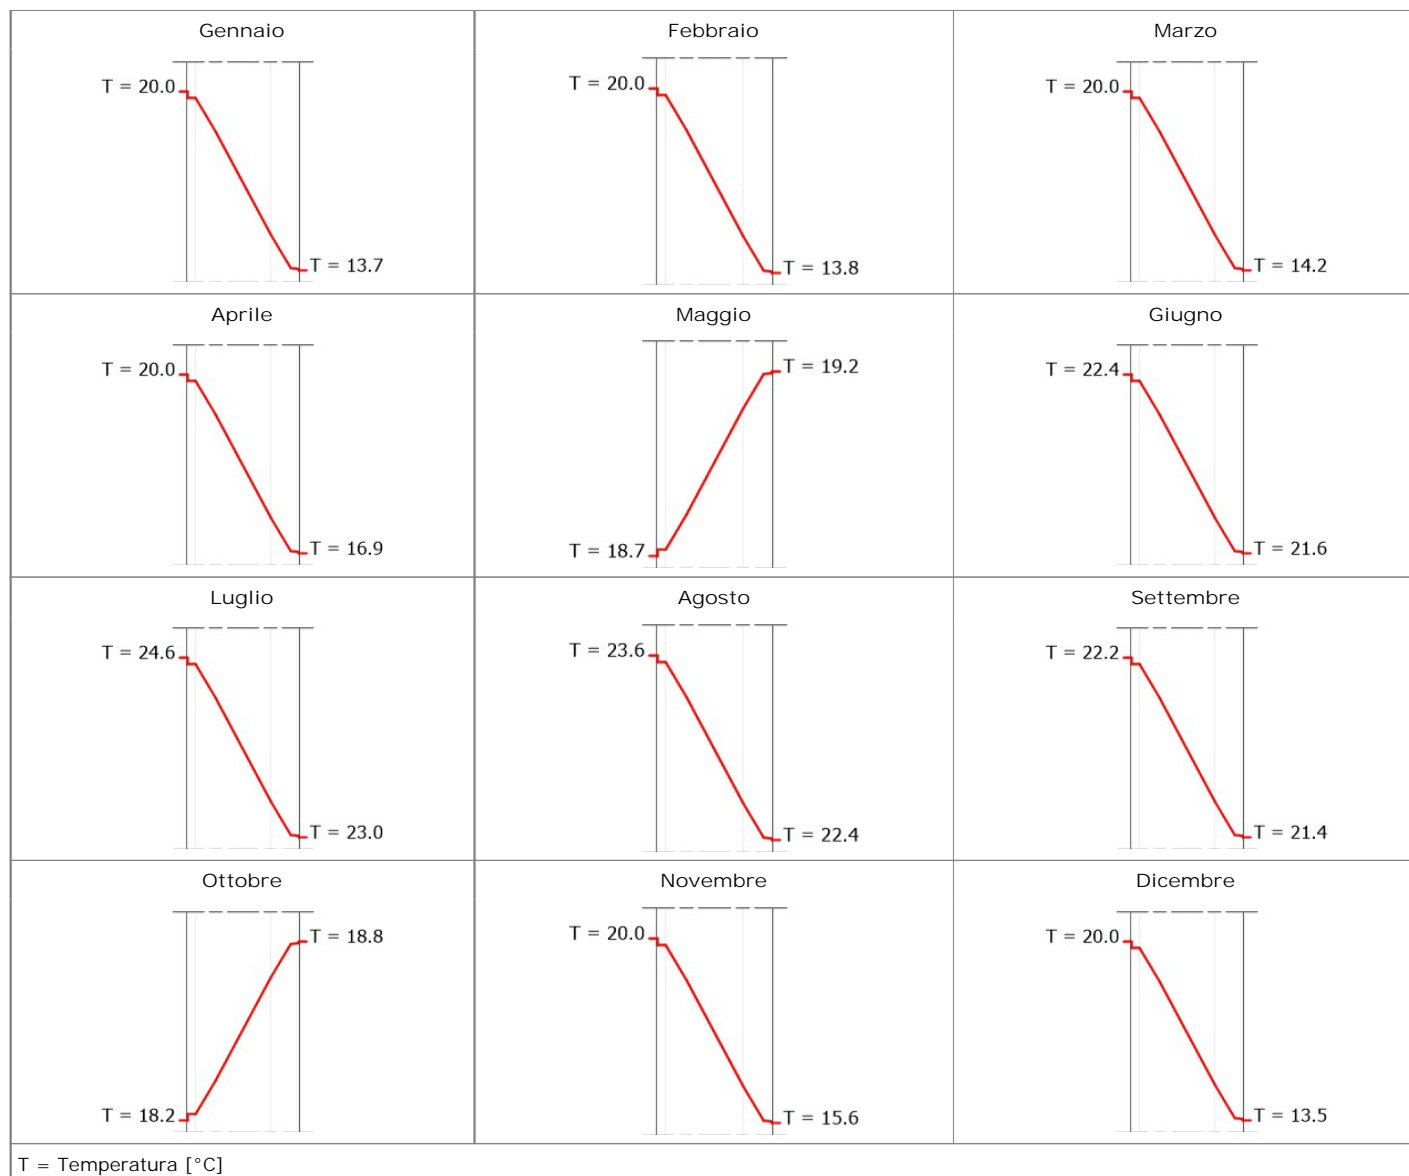 Gennaio
T = 20.0
T = 13.7
Febbraio
T = 20.0
T = 13.8
Marzo
T = 20.0
T = 14.2
Aprile
T = 20.0
T = 16.9
Maggio
T = 19.2
T = 18.7
Giugno
T = 22.4
T = 21.6
Luglio
T = 24.6
T = 23.0
Agosto
T = 23.6
T = 22.4
Settembre
T = 22.2
T = 21.4
Ottobre
T = 18.8
T = 18.2
Novembre
T = 20.0
T = 15.6
Dicembre
T = 20.0
T = 13.5
T = Temperatura [°C]